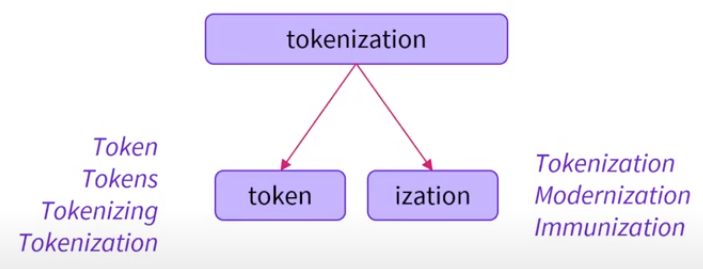 tokenization
Token
Tokens
Tokenizing
Tokenization
token
ization
Tokenization
Modernization
Immunization